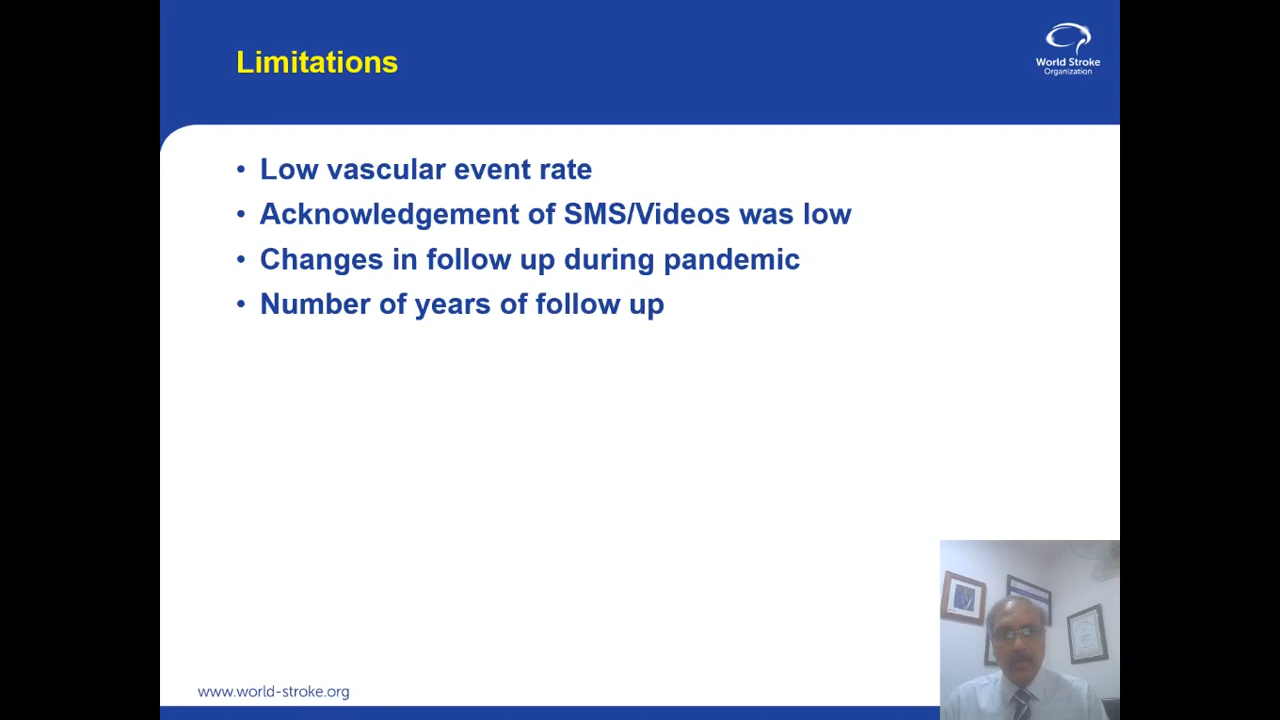 Limitations
World Stroke
Organization
• Low vascular event rate
• Acknowledgement of SMS/Videos was low
• Changes in follow up during pandemic
• Number of years of follow up
www.world-stroke.org